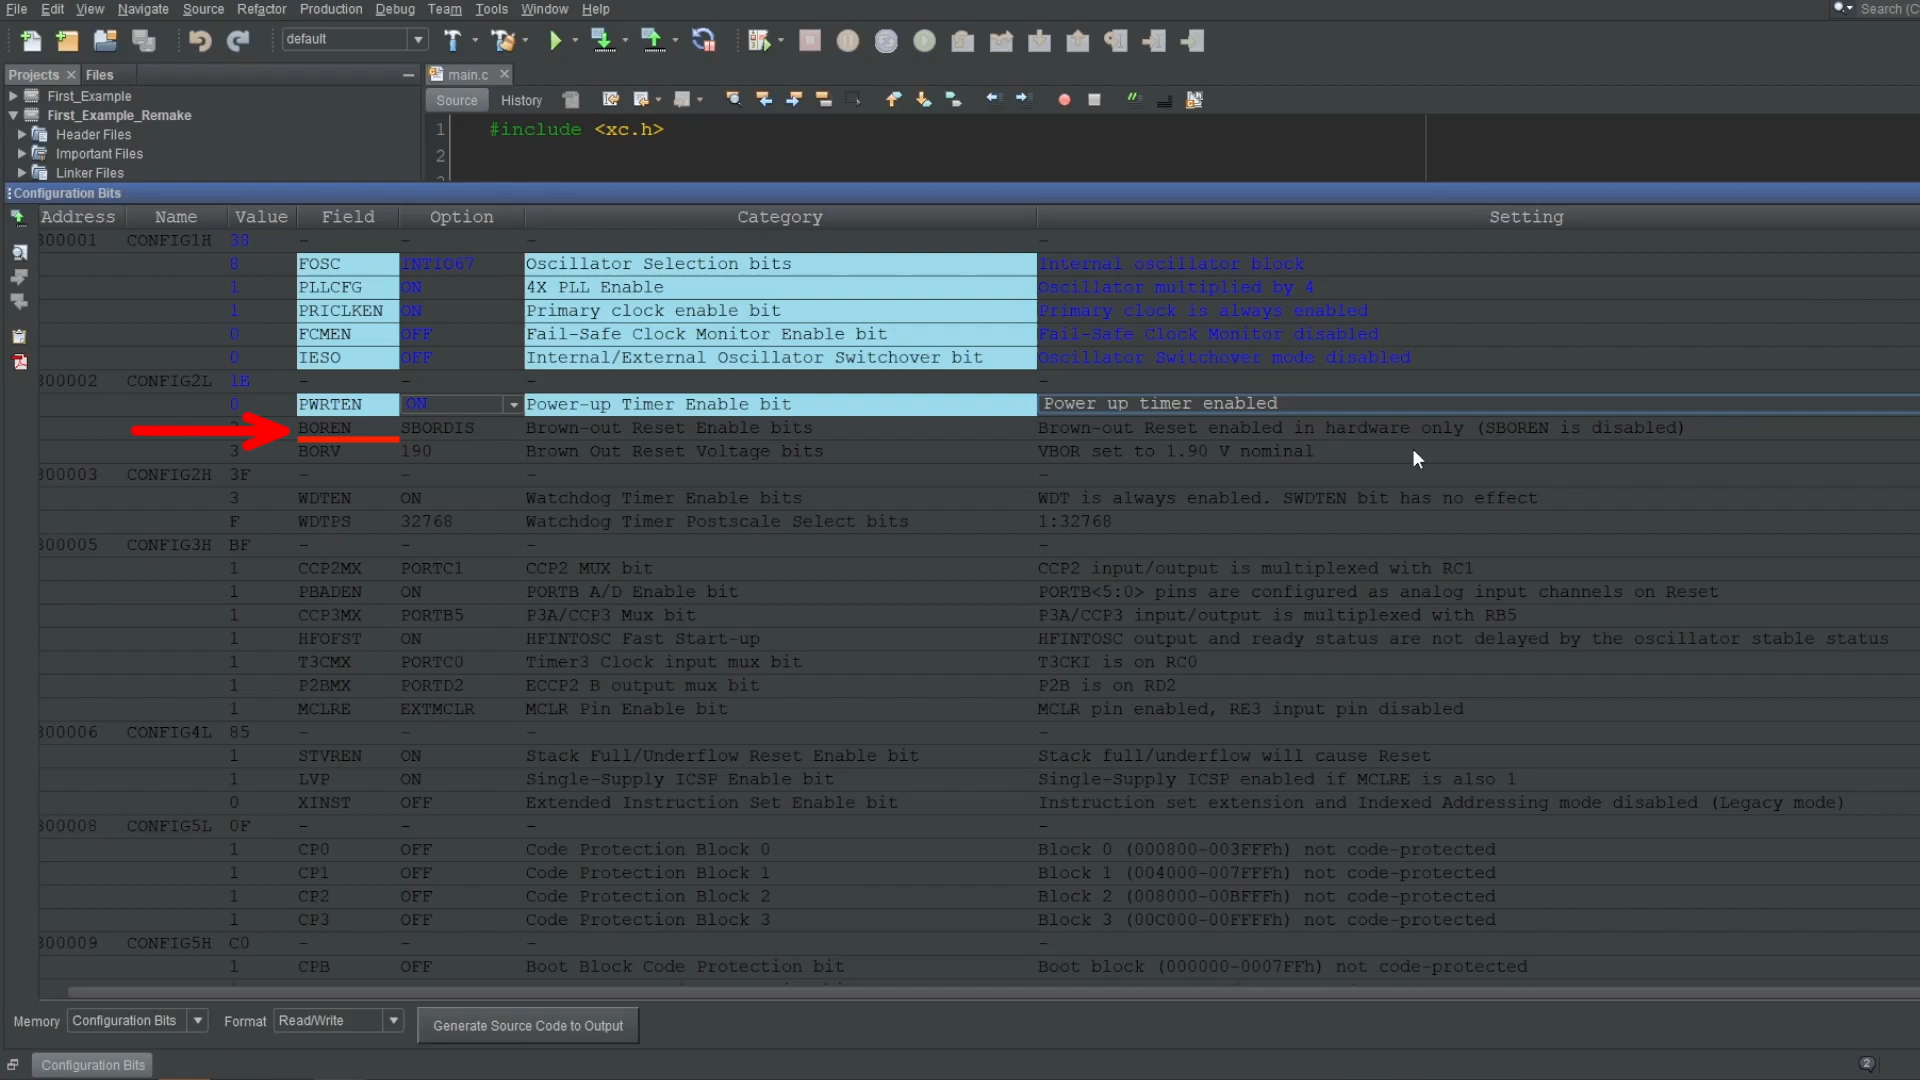 File Edit View Navigate Source Refactor Production Debug Team Tools Window Help Search (C
default
Projects Files main.c
Source History
First_Example
First_Example_Remake
Header Files
Important Files
Linker Files
1 #include <xc.h>
2
Configuration Bits
Address Name Value Field Option Category Setting
300001 CONFIG1H 38 - - - -
8 FOSC INTIO67 Oscillator Selection bits Internal oscillator block
1 PLLCFG ON 4X PLL Enable Oscillator multiplied by 4
1 PRICLKEN ON Primary clock enable bit Primary clock is always enabled
0 FCMEN OFF Fail-Safe Clock Monitor Enable bit Fail-Safe Clock Monitor disabled
0 IESO OFF Internal/External Oscillator Switchover bit Oscillator Switchover mode disabled
300002 CONFIG2L 1E - - - -
0 PWRTEN ON Power-up Timer Enable bit Power up timer enabled
BOREN SBORDIS Brown-out Reset Enable bits Brown-out Reset enabled in hardware only (SBOREN is disabled)
3 BORV 190 Brown Out Reset Voltage bits VBOR set to 1.90 V nominal
300003 CONFIG2H 3F - - - -
3 WDTEN ON Watchdog Timer Enable bits WDT is always enabled. SWDTEN bit has no effect
F WDTPS 32768 Watchdog Timer Postscale Select bits 1:32768
300005 CONFIG3H BF - - - -
1 CCP2MX PORTC1 CCP2 MUX bit CCP2 input/output is multiplexed with RC1
1 PBADEN ON PORTB A/D Enable bit PORTB<5:0> pins are configured as analog input channels on Reset
1 CCP3MX PORTB5 P3A/CCP3 Mux bit P3A/CCP3 input/output is multiplexed with RB5
1 HFOFST ON HFINTOSC Fast Start-up HFINTOSC output and ready status are not delayed by the oscillator stable status
1 T3CMX PORTC0 Timer3 Clock input mux bit T3CKI is on RC0
1 P2BMX PORTD2 ECCP2 B output mux bit P2B is on RD2
1 MCLRE EXTMCLR MCLR Pin Enable bit MCLR pin enabled, RE3 input pin disabled
300006 CONFIG4L 85 - - - -
1 STVREN ON Stack Full/Underflow Reset Enable bit Stack full/underflow will cause Reset
1 LVP ON Single-Supply ICSP Enable bit Single-Supply ICSP enabled if MCLRE is also 1
0 XINST OFF Extended Instruction Set Enable bit Instruction set extension and Indexed Addressing mode disabled (Legacy mode)
300008 CONFIG5L 0F - - - -
1 CP0 OFF Code Protection Block 0 Block 0 (000800-003FFFh) not code-protected
1 CP1 OFF Code Protection Block 1 Block 1 (004000-007FFFh) not code-protected
1 CP2 OFF Code Protection Block 2 Block 2 (008000-00BFFFh) not code-protected
1 CP3 OFF Code Protection Block 3 Block 3 (00C000-00FFFFh) not code-protected
300009 CONFIG5H C0 - - - -
1 CPB OFF Boot Block Code Protection bit Boot block (000000-0007FFh) not code-protected
Memory Configuration Bits Format Read/Write Generate Source Code to Output
Configuration Bits 2